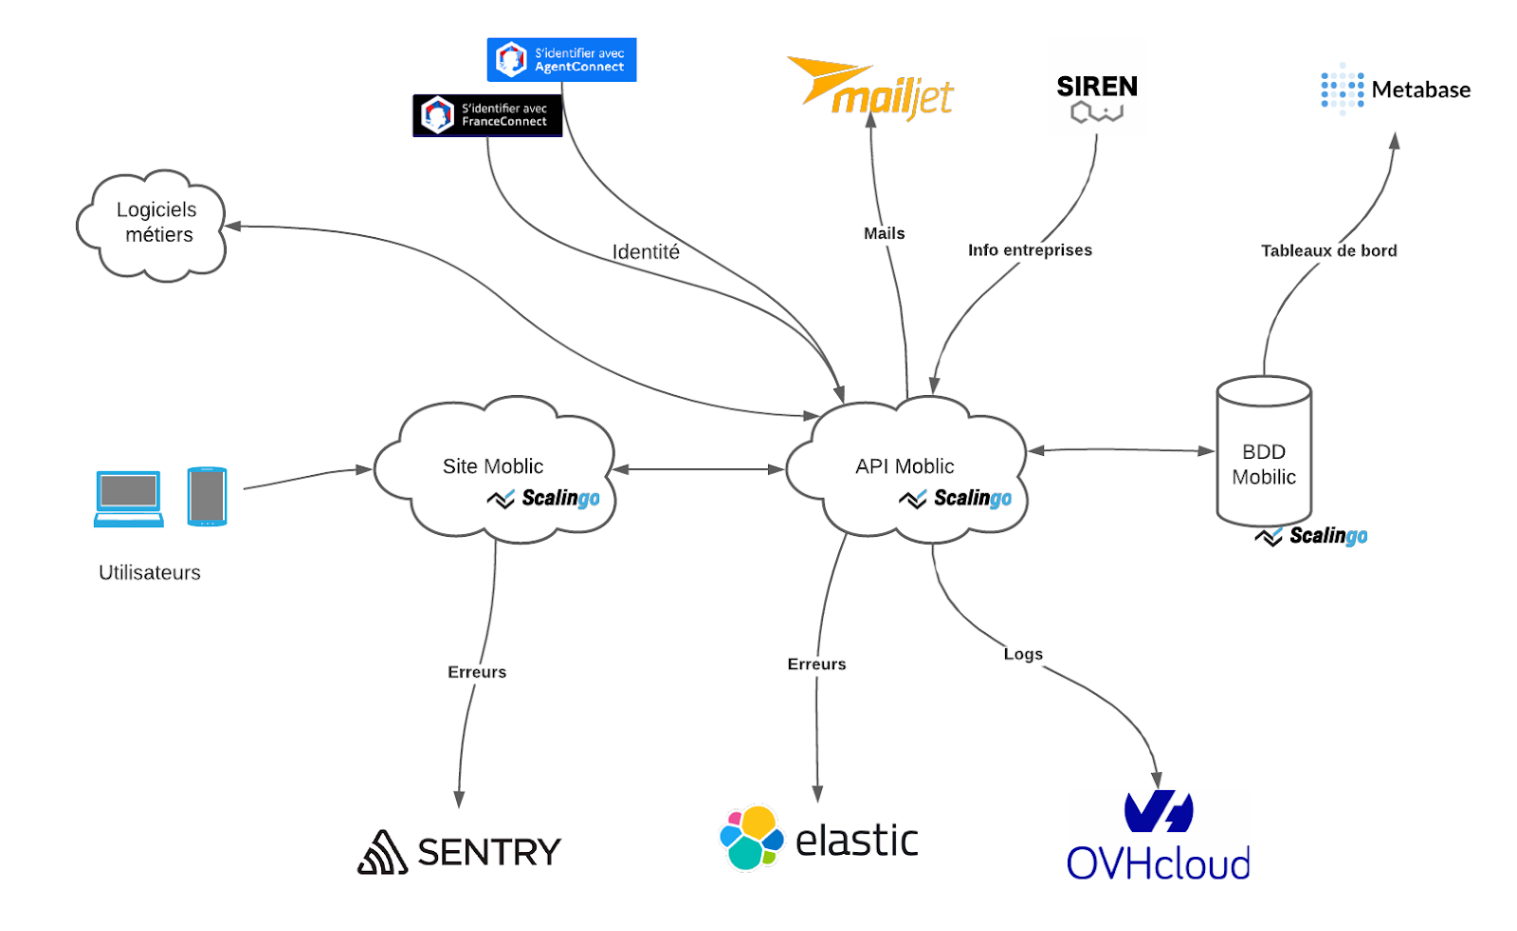 S'identifier avec
AgentConnect
S'identifier avec
FranceConnect
mailjet
SIREN
Metabase
Logiciels
métiers
Identité
Mails
Info entreprises
Tableaux de bord
Site Moblic
Scalingo
API Moblic
Scalingo
BDD
Mobilic
Scalingo
Utilisateurs
Erreurs
Erreurs
Logs
SENTRY
elastic
OVHcloud